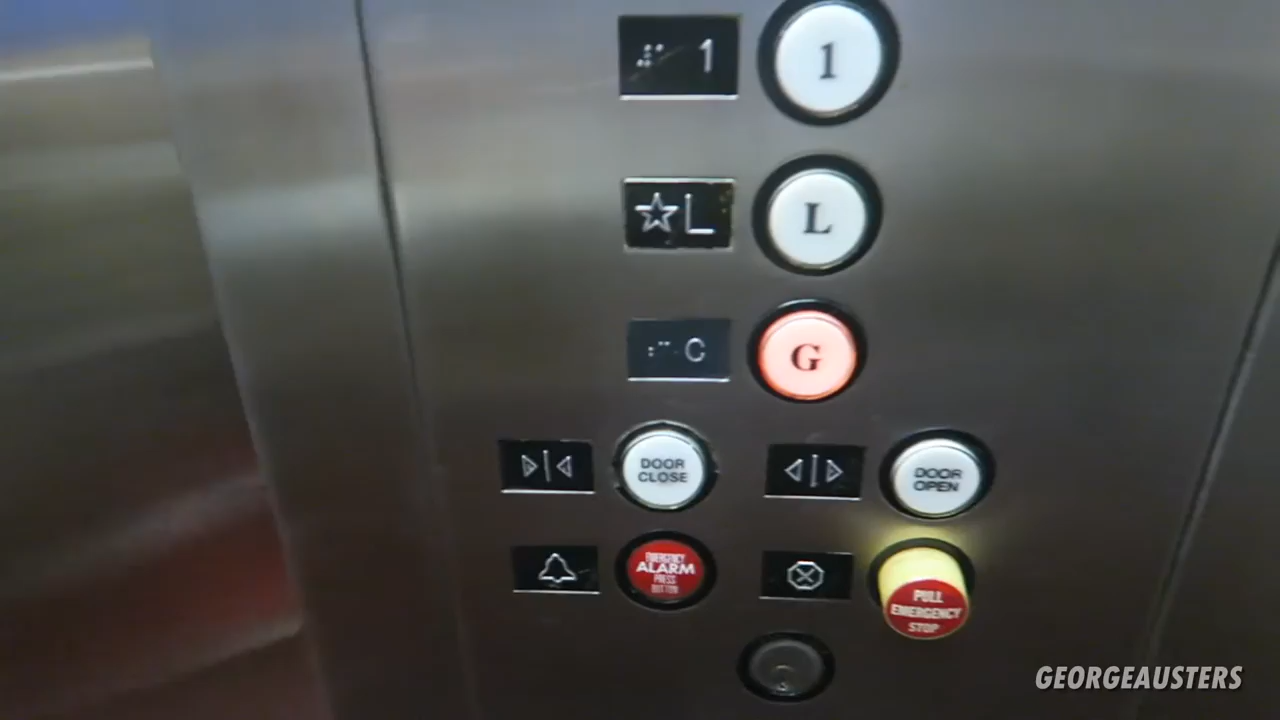 1 1
☆L L
C G
DOOR
CLOSE
DOOR
OPEN
EMERGENCY
ALARM
PRESS
BUTTON
PULL
EMERGENCY
STOP
GEORGEAUSTERS